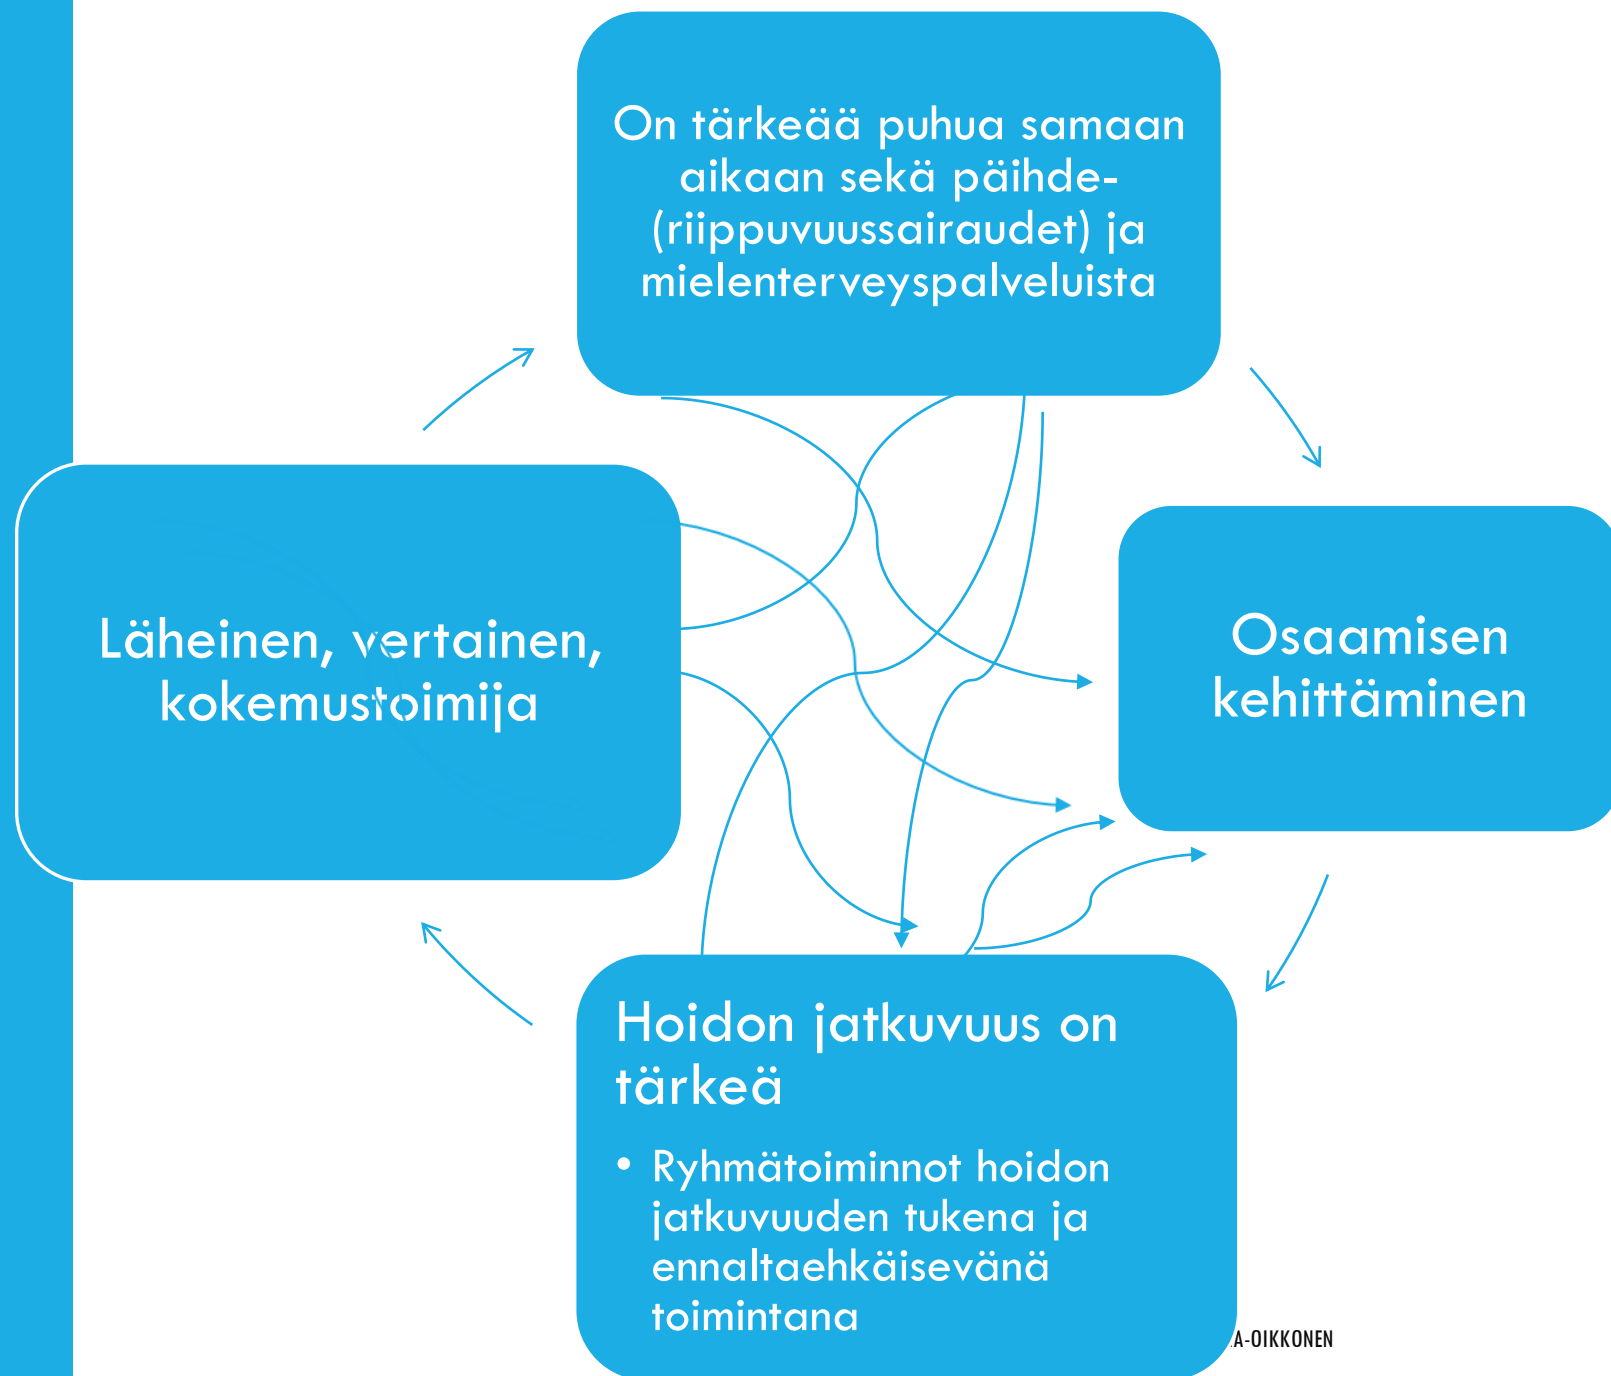 On tärkeää puhua samaan
aikaan sekä päihde-
(riippuvuussairaudet) ja
mielenterveyspalveluista
Läheinen, vertainen,
kokemustoimija
Osaamisen
kehittäminen
Hoidon jatkuvuus on
tärkeä
• Ryhmätoiminnot hoidon
jatkuvuuden tukena ja
ennaltaehkäisevänä
toimintana
A-OIKKONEN